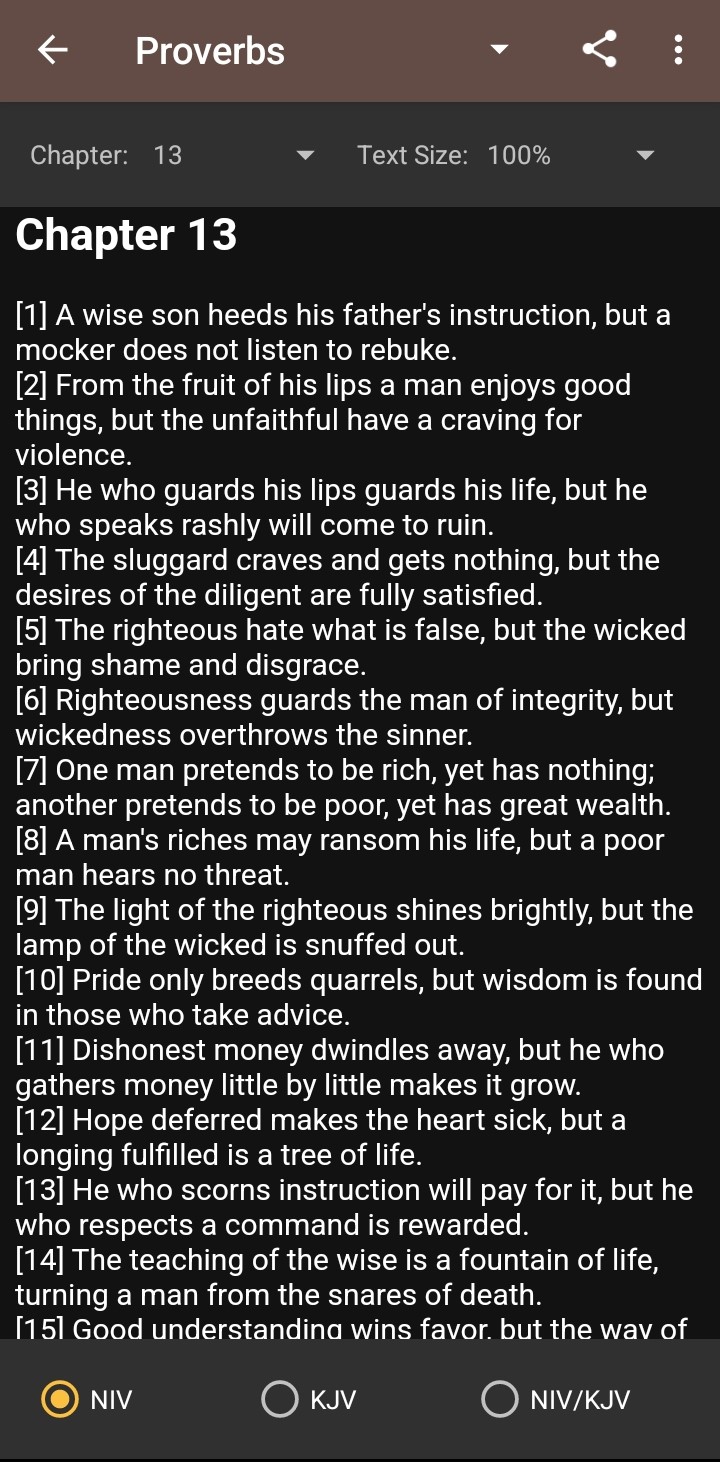 Proverbs
Chapter: 13 Text Size: 100%
Chapter 13
[1] A wise son heeds his father's instruction, but a
mocker does not listen to rebuke.
[2] From the fruit of his lips a man enjoys good
things, but the unfaithful have a craving for
violence.
[3] He who guards his lips guards his life, but he
who speaks rashly will come to ruin.
[4] The sluggard craves and gets nothing, but the
desires of the diligent are fully satisfied.
[5] The righteous hate what is false, but the wicked
bring shame and disgrace.
[6] Righteousness guards the man of integrity, but
wickedness overthrows the sinner.
[7] One man pretends to be rich, yet has nothing;
another pretends to be poor, yet has great wealth.
[8] A man's riches may ransom his life, but a poor
man hears no threat.
[9] The light of the righteous shines brightly, but the
lamp of the wicked is snuffed out.
[10] Pride only breeds quarrels, but wisdom is found
in those who take advice.
[11] Dishonest money dwindles away, but he who
gathers money little by little makes it grow.
[12] Hope deferred makes the heart sick, but a
longing fulfilled is a tree of life.
[13] He who scorns instruction will pay for it, but he
who respects a command is rewarded.
[14] The teaching of the wise is a fountain of life,
turning a man from the snares of death.
[15] Good understanding wins favor, but the way of
NIV KJV NIV/KJV